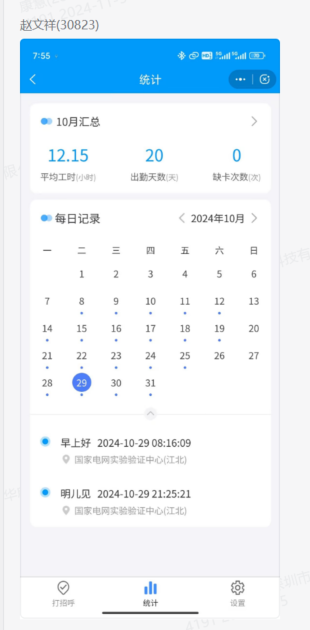 赵文祥(30823)
7:55
统计
10月汇总
12.15 20 0
平均工时(小时) 出勤天数(天) 缺卡次数(次)
每日记录 2024年10月
一 二 三 四 五 六 日
1 2 3 4 5 6
7 8 9 10 11 12 13
14 15 16 17 18 19 20
21 22 23 24 25 26 27
28 29 30 31
早上好 2024-10-29 08:16:09
国家电网实验验证中心(江北)
明儿见 2024-10-29 21:25:21
国家电网实验验证中心(江北)
打招呼 统计 设置